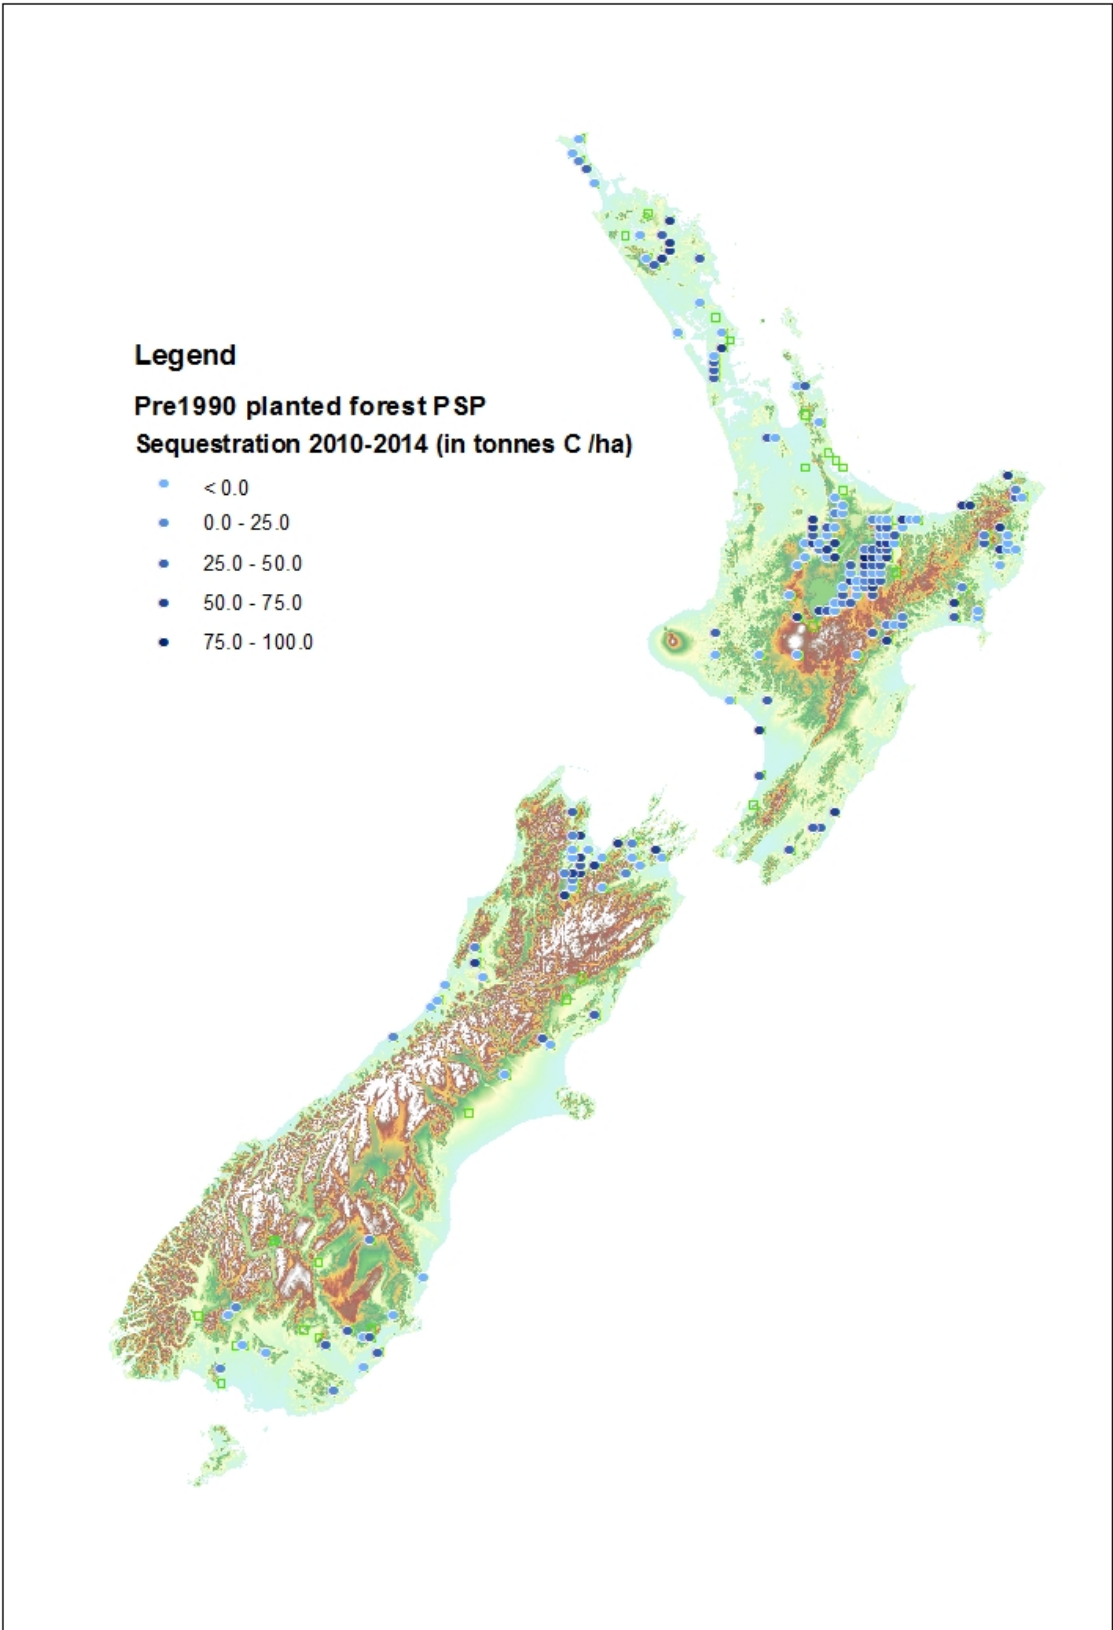 Legend
Pre1990 planted forest PSP
Sequestration 2010-2014 (in tonnes C /ha)
< 0.0
0.0 - 25.0
25.0 - 50.0
50.0 - 75.0
75.0 - 100.0